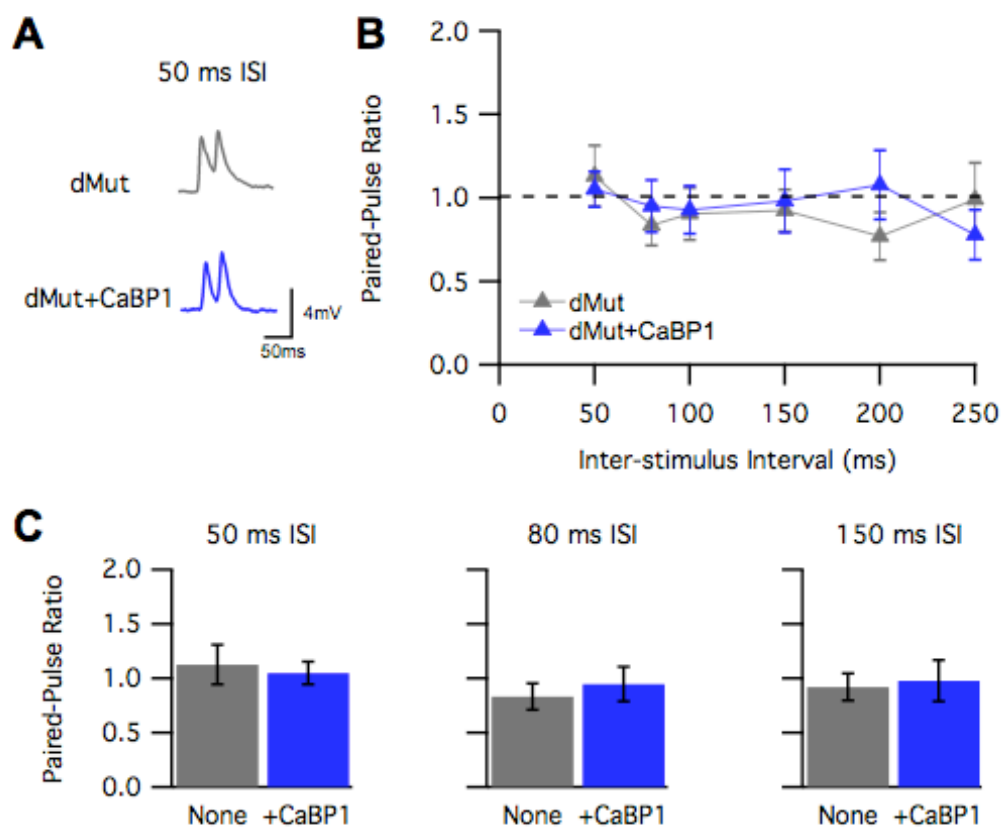 A
50 ms ISI
dMut
dMut+CaBP1
4mV
50ms
B
Paired-Pulse Ratio
2.0
1.5
1.0
0.5
0.0
dMut
dMut+CaBP1
0 50 100 150 200 250
Inter-stimulus Interval (ms)
C
50 ms ISI 80 ms ISI 150 ms ISI
Paired-Pulse Ratio
2.0
1.5
1.0
0.5
0.0
None +CaBP1 None +CaBP1 None +CaBP1